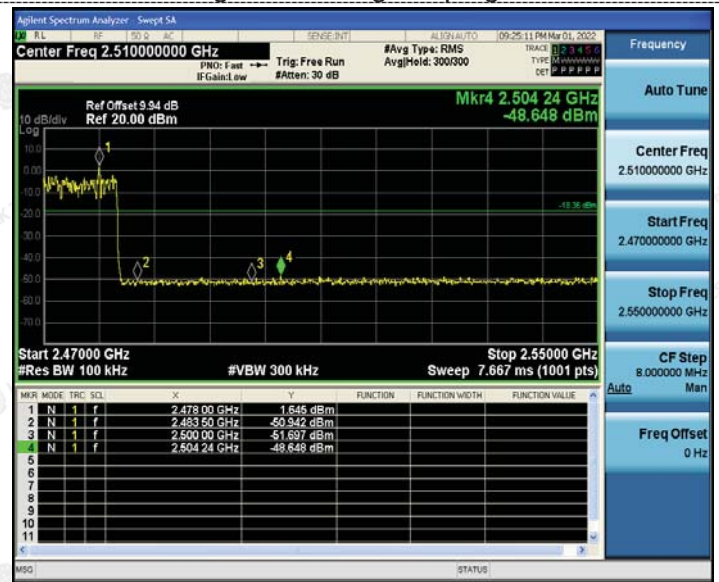 Agilent Spectrum Analyzer - Swept SA
RL RF 50 Ω AC SENSE:INT ALIGNAUTO 09:25:11 PM Mar 01, 2022
Center Freq 2.510000000 GHz
PNO: Fast
IFGain:Low
Trig: Free Run
#Atten: 30 dB
#Avg Type: RMS
Avg|Hold: 300/300
TRACE 1 2 3 4 5 6
TYPE MWWWWW
DET P P P P P P
Ref Offset 9.94 dB
10 dB/div Ref 20.00 dBm
Log
Mkr4 2.504 24 GHz
-48.648 dBm
10.0
0.00
-10.0
-20.0
-30.0
-40.0
-50.0
-60.0
-70.0
1
2
3
4
-18.36 dBm
Start 2.47000 GHz Stop 2.55000 GHz
#Res BW 100 kHz #VBW 300 kHz Sweep 7.667 ms (1001 pts)
MKR MODE TRC SCL X Y FUNCTION FUNCTION WIDTH FUNCTION VALUE
1 N 1 f 2.478 00 GHz 1.645 dBm
2 N 1 f 2.483 50 GHz -50.942 dBm
3 N 1 f 2.500 00 GHz -51.697 dBm
4 N 1 f 2.504 24 GHz -48.648 dBm
5
6
7
8
9
10
11
MSG STATUS
Frequency
Auto Tune
Center Freq
2.510000000 GHz
Start Freq
2.470000000 GHz
Stop Freq
2.550000000 GHz
CF Step
8.000000 MHz
Auto Man
Freq Offset
0 Hz